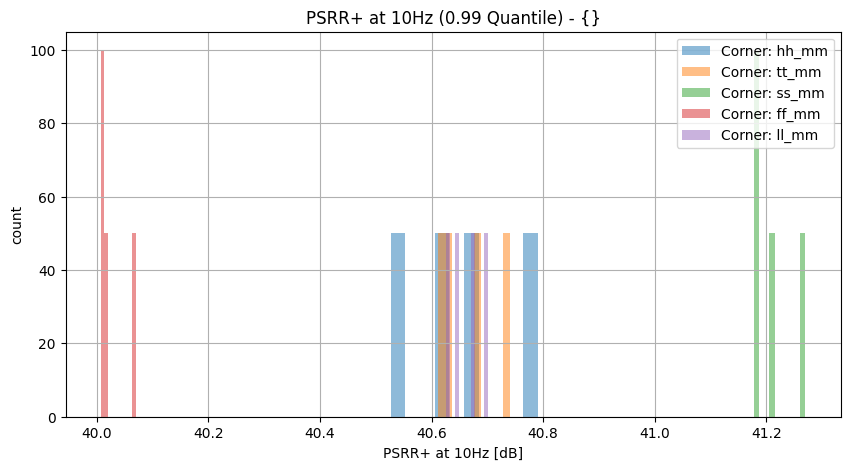 PSRR+ at 10Hz (0.99 Quantile) - {}
100
80
60
40
20
0
count
Corner: hh_mm
Corner: tt_mm
Corner: ss_mm
Corner: ff_mm
Corner: ll_mm
40.0 40.2 40.4 40.6 40.8 41.0 41.2
PSRR+ at 10Hz [dB]